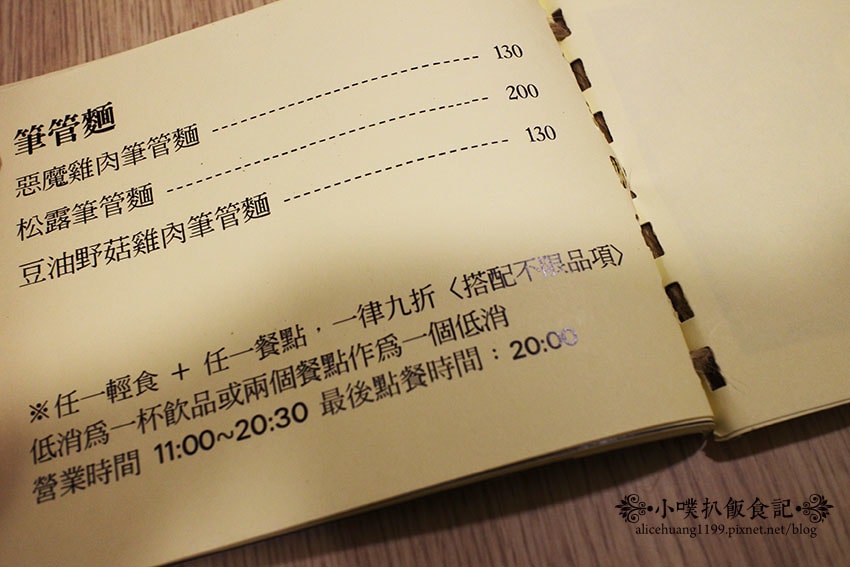 筆管麵
惡魔雞肉筆管麵 130
松露筆管麵 200
豆油野菇雞肉筆管麵 130
※任一輕食 + 任一餐點，一律九折〈搭配不限品項〉
低消為一杯飲品或兩個餐點作為一個低消
營業時間 11:00~20:30 最後點餐時間：20:00
小噗扒飯食記
alicehuang1199.pixnet.net/blog